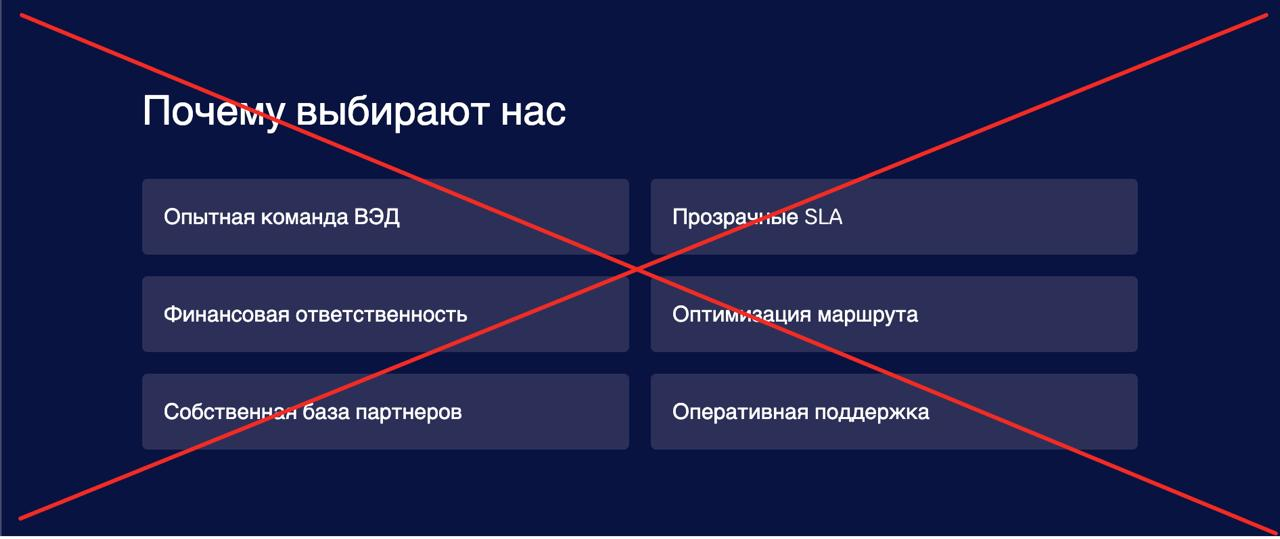 Почему выбирают нас
Опытная команда ВЭД
Прозрачные SLA
Финансовая ответственность
Оптимизация маршрута
Собственная база партнеров
Оперативная поддержка